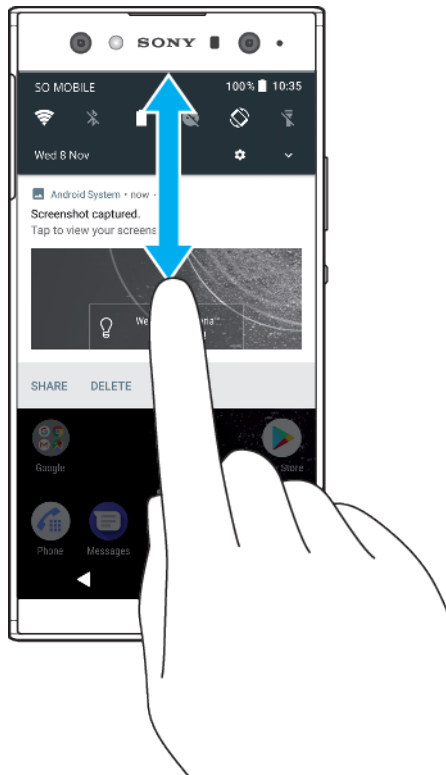 SONY
SO MOBILE 100% 10:35
Wed 8 Nov
Android System • now
Screenshot captured.
Tap to view your
We
SHARE DELETE
Google Store
Phone Messages